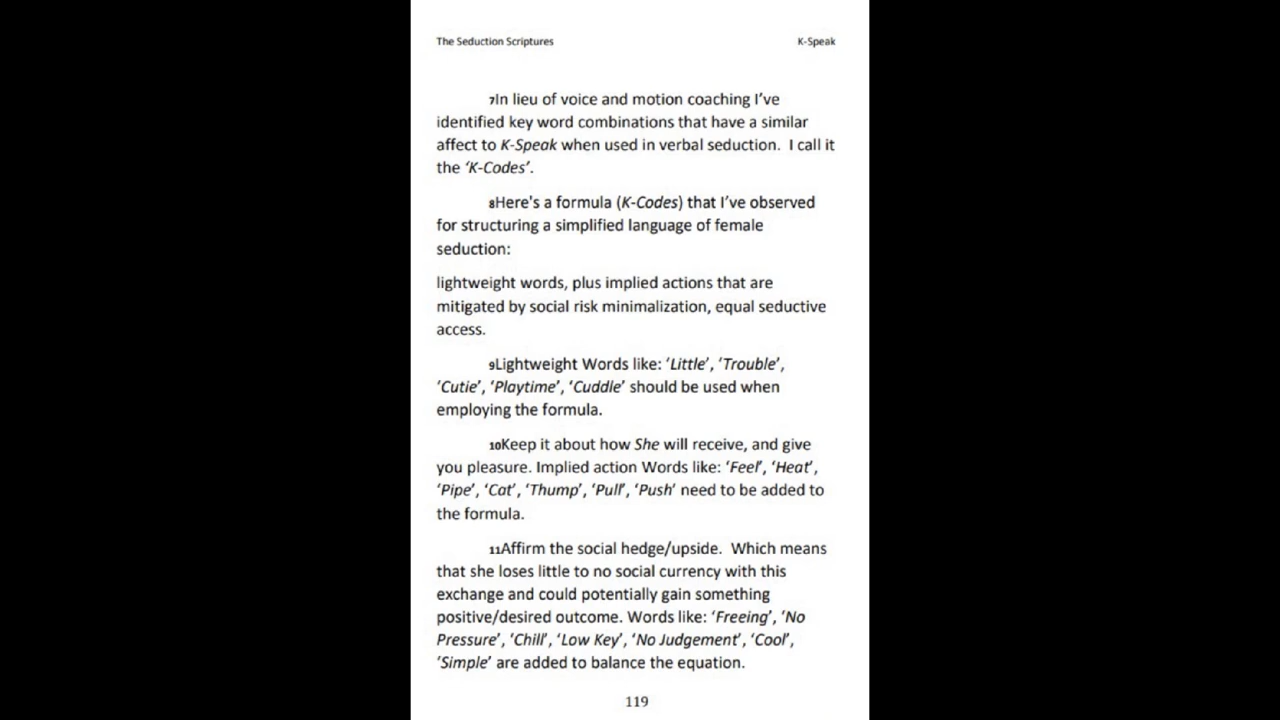 The Seduction Scriptures K-Speak
7In lieu of voice and motion coaching I've
identified key word combinations that have a similar
affect to K-Speak when used in verbal seduction. I call it
the 'K-Codes'.
8Here's a formula (K-Codes) that I've observed
for structuring a simplified language of female
seduction:
lightweight words, plus implied actions that are
mitigated by social risk minimalization, equal seductive
access.
9Lightweight Words like: 'Little', 'Trouble',
'Cutie', 'Playtime', 'Cuddle' should be used when
employing the formula.
10Keep it about how She will receive, and give
you pleasure. Implied action Words like: 'Feel', 'Heat',
'Pipe', 'Cat', 'Thump', 'Pull', 'Push' need to be added to
the formula.
11Affirm the social hedge/upside. Which means
that she loses little to no social currency with this
exchange and could potentially gain something
positive/desired outcome. Words like: 'Freeing', 'No
Pressure', 'Chill', 'Low Key', 'No Judgement', 'Cool',
'Simple' are added to balance the equation.
119